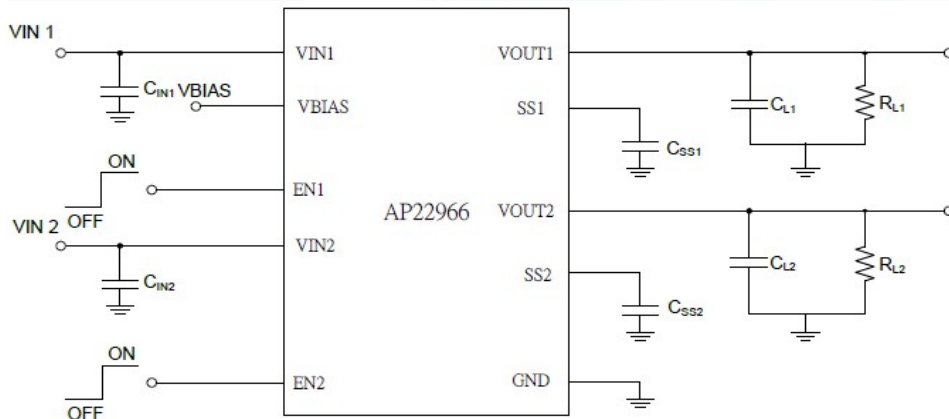 VIN 1
VIN1
VOUT1
CIN1
VBIAS
VBIAS
SS1
CL1
RL1
CSS1
ON
OFF
EN1
AP22966
VOUT2
VIN 2
VIN2
CIN2
SS2
CL2
RL2
CSS2
ON
OFF
EN2
GND